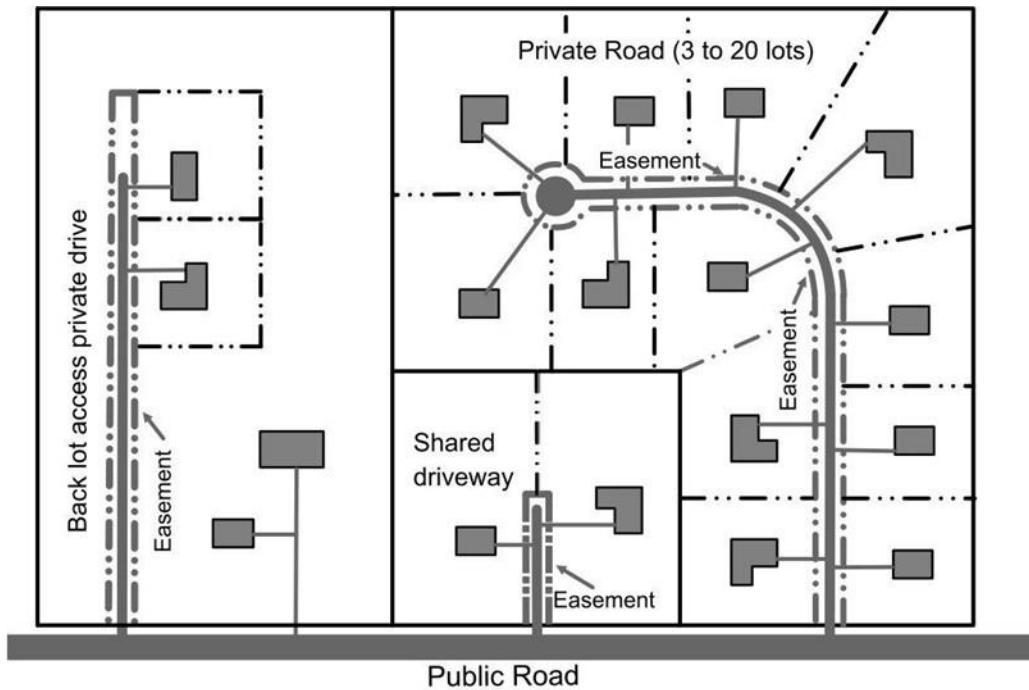 Private Road (3 to 20 lots)
Easement
Back lot access private drive
Easement
Easement
Shared
driveway
Easement
Public Road